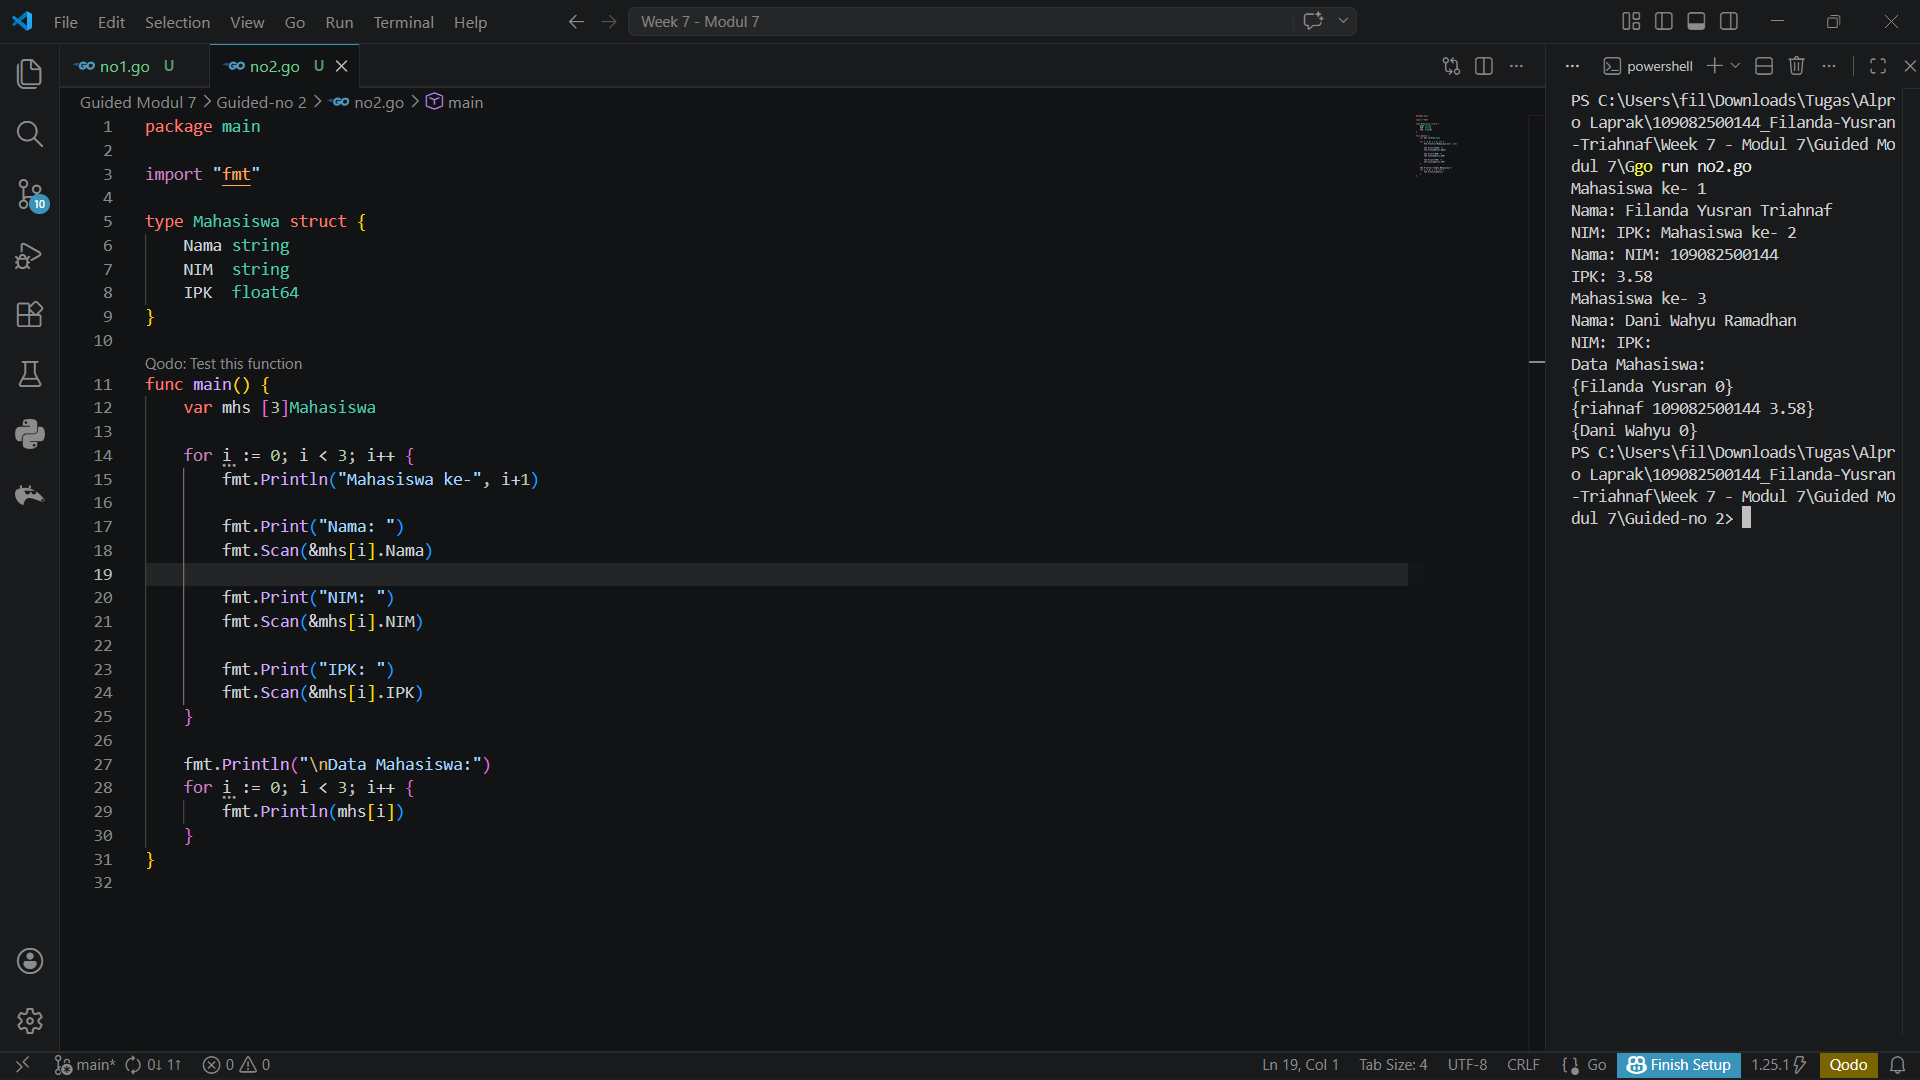 File Edit Selection View Go Run Terminal Help
Week 7 - Modul 7
no1.go U
no2.go U
Guided Modul 7 > Guided-no 2 > no2.go > main
1 package main
2
3 import "fmt"
4
5 type Mahasiswa struct {
6 Nama string
7 NIM string
8 IPK float64
9 }
10
Qodo: Test this function
11 func main() {
12 var mhs [3]Mahasiswa
13
14 for i := 0; i < 3; i++ {
15 fmt.Println("Mahasiswa ke-", i+1)
16
17 fmt.Print("Nama: ")
18 fmt.Scan(&mhs[i].Nama)
19
20 fmt.Print("NIM: ")
21 fmt.Scan(&mhs[i].NIM)
22
23 fmt.Print("IPK: ")
24 fmt.Scan(&mhs[i].IPK)
25 }
26
27 fmt.Println("\nData Mahasiswa:")
28 for i := 0; i < 3; i++ {
29 fmt.Println(mhs[i])
30 }
31 }
32
powershell
PS C:\Users\fil\Downloads\Tugas\Alpr
o Laprak\109082500144_Filanda-Yusran
-Triahnaf\Week 7 - Modul 7\Guided Mo
dul 7\Ggo run no2.go
Mahasiswa ke- 1
Nama: Filanda Yusran Triahnaf
NIM: IPK: Mahasiswa ke- 2
Nama: NIM: 109082500144
IPK: 3.58
Mahasiswa ke- 3
Nama: Dani Wahyu Ramadhan
NIM: IPK:
Data Mahasiswa:
{Filanda Yusran 0}
{riahnaf 109082500144 3.58}
{Dani Wahyu 0}
PS C:\Users\fil\Downloads\Tugas\Alpr
o Laprak\109082500144_Filanda-Yusran
-Triahnaf\Week 7 - Modul 7\Guided Mo
dul 7\Guided-no 2>
10
main* 0↓ 1↑ 0 0
Ln 19, Col 1 Tab Size: 4 UTF-8 CRLF Go Finish Setup 1.25.1 Qodo